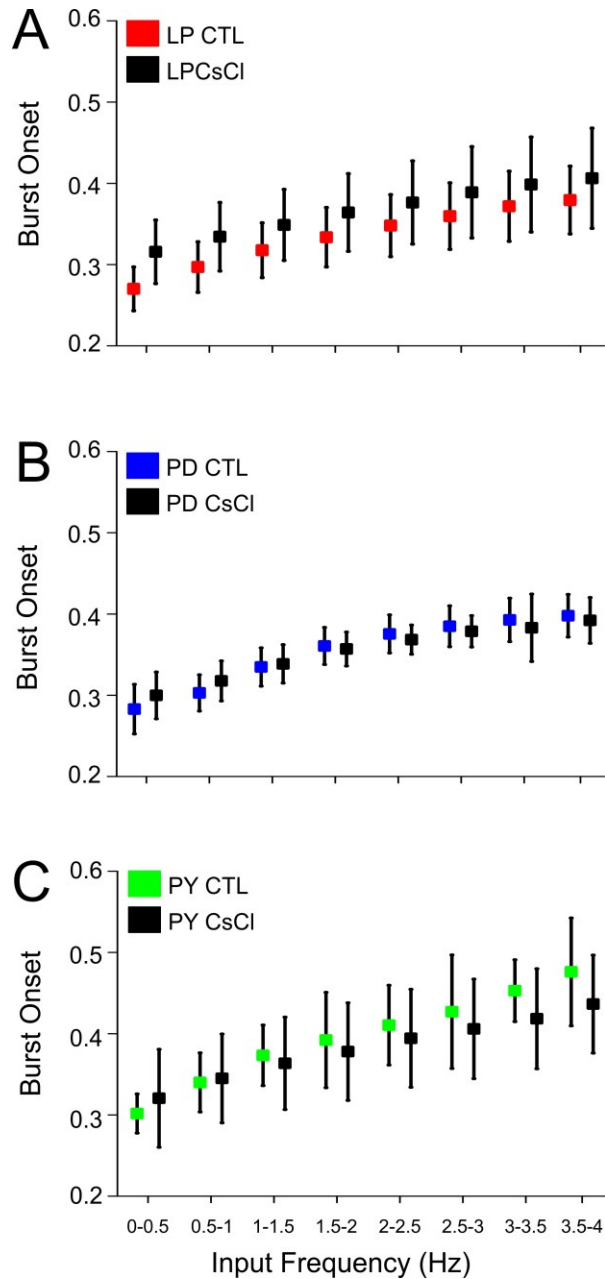 A
LP CTL
LPCsCl
Burst Onset
0.6
0.5
0.4
0.3
0.2
B
PD CTL
PD CsCl
Burst Onset
0.6
0.5
0.4
0.3
0.2
C
PY CTL
PY CsCl
Burst Onset
0.6
0.5
0.4
0.3
0.2
0-0.5 0.5-1 1-1.5 1.5-2 2-2.5 2.5-3 3-3.5 3.5-4
Input Frequency (Hz)